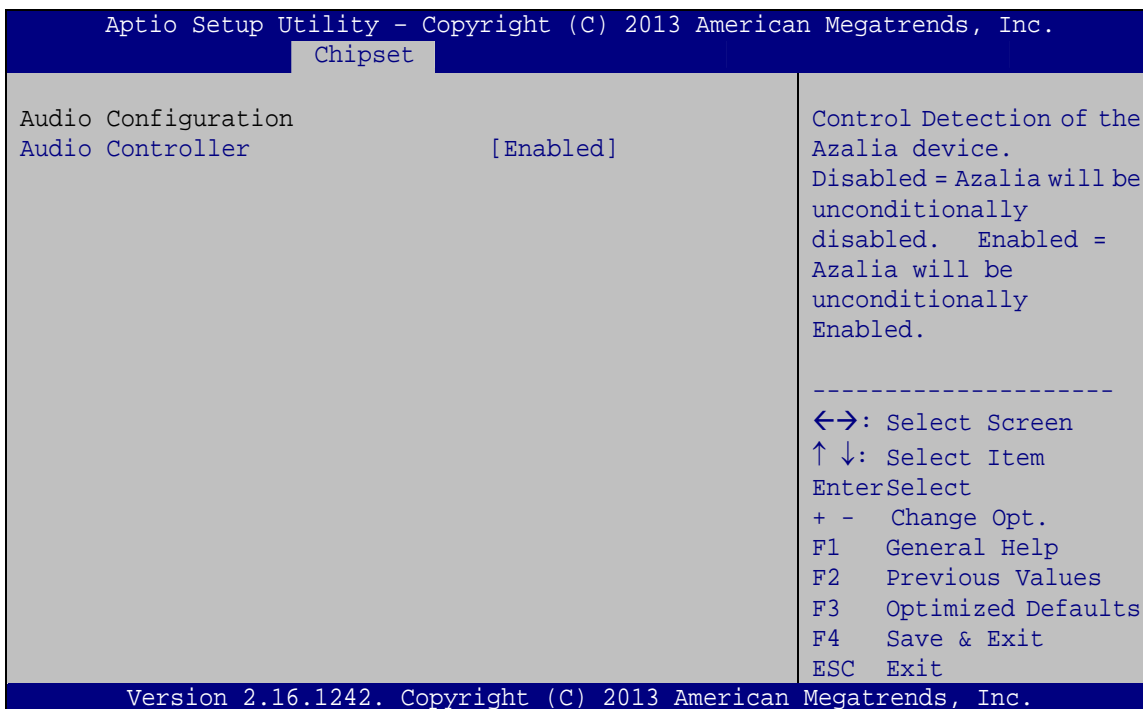 Aptio Setup Utility – Copyright (C) 2013 American Megatrends, Inc.
Chipset
Audio Configuration
Audio Controller [Enabled]
Control Detection of the
Azalia device.
Disabled = Azalia will be
unconditionally
disabled. Enabled =
Azalia will be
unconditionally
Enabled.
---------------------
←→: Select Screen
↑ ↓: Select Item
EnterSelect
+ - Change Opt.
F1 General Help
F2 Previous Values
F3 Optimized Defaults
F4 Save & Exit
ESC Exit
Version 2.16.1242. Copyright (C) 2013 American Megatrends, Inc.